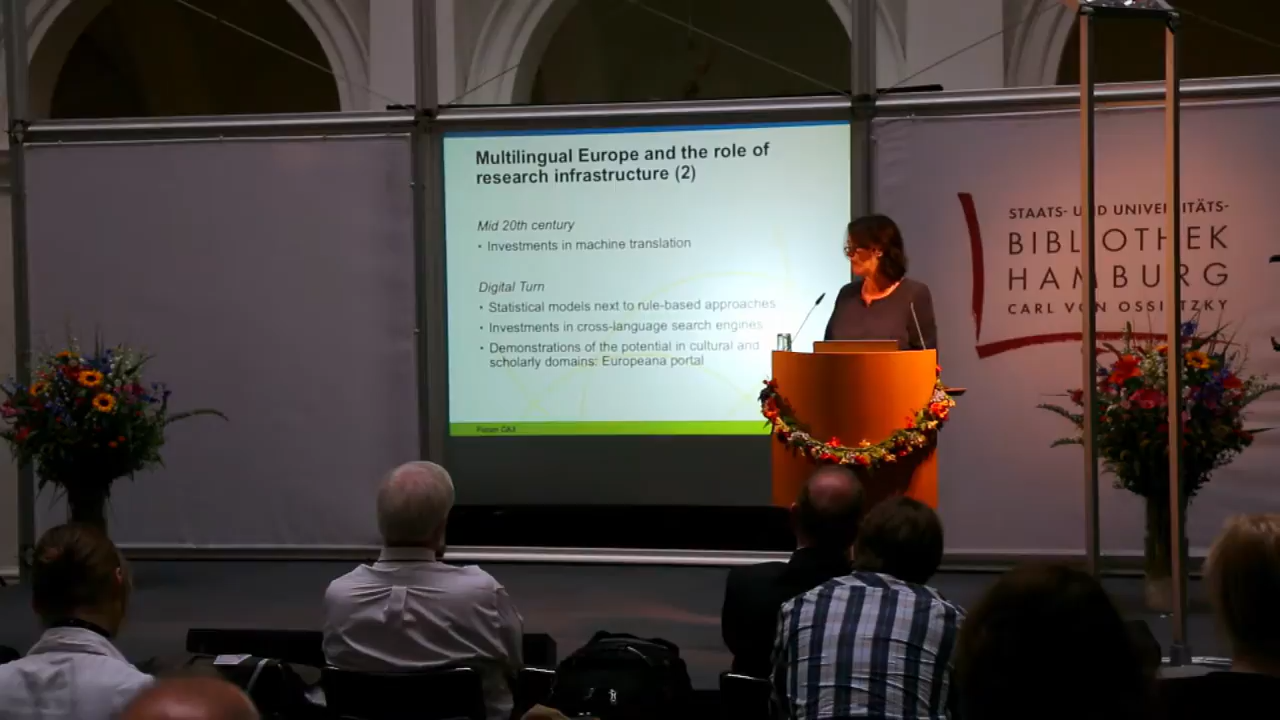 Multilingual Europe and the role of
research infrastructure (2)
Mid 20th century
• Investments in machine translation
Digital Turn
• Statistical models next to rule-based approaches
• Investments in cross-language search engines
• Demonstrations of the potential in cultural and
scholarly domains: Europeana portal
STAATS- UND UNIVERSITÄTS-
BIBLIOTHEK
HAMBURG
CARL VON OSSIETZKY